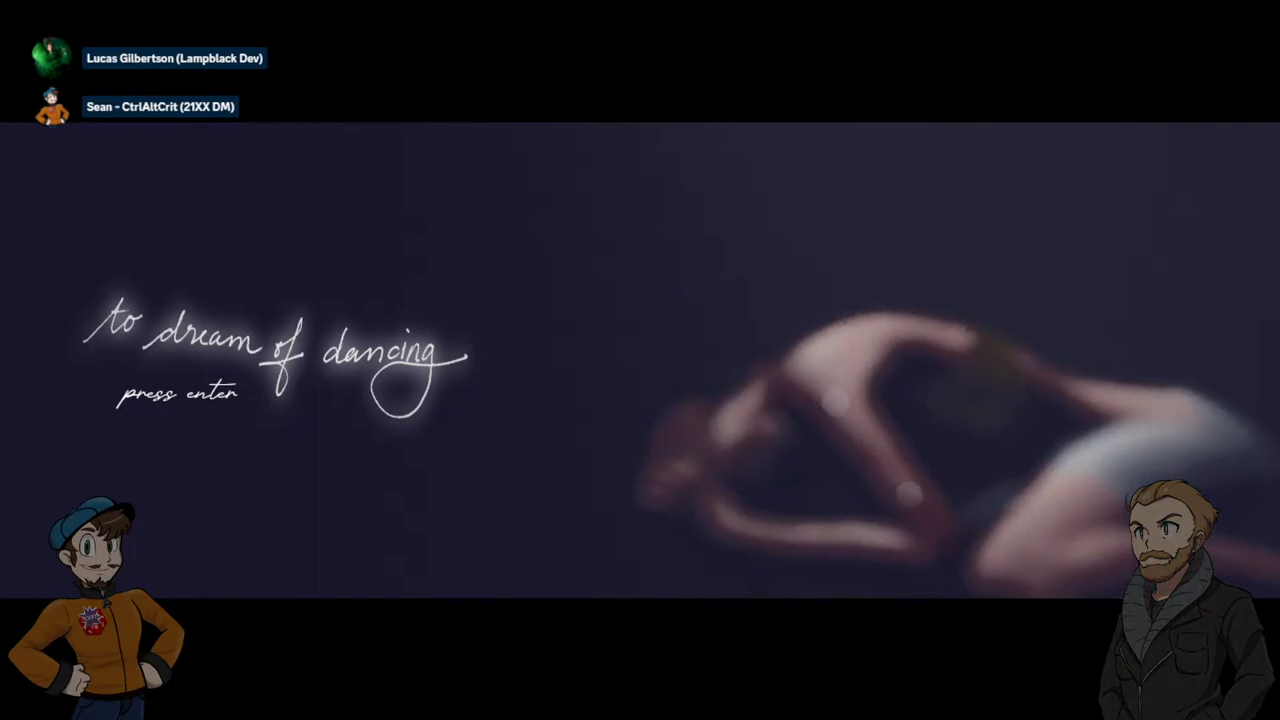 Lucas Gilbertson (Lampblack Dev)
Sean - CtrlAltCrit (21XX DM)
to dream of dancing
press enter